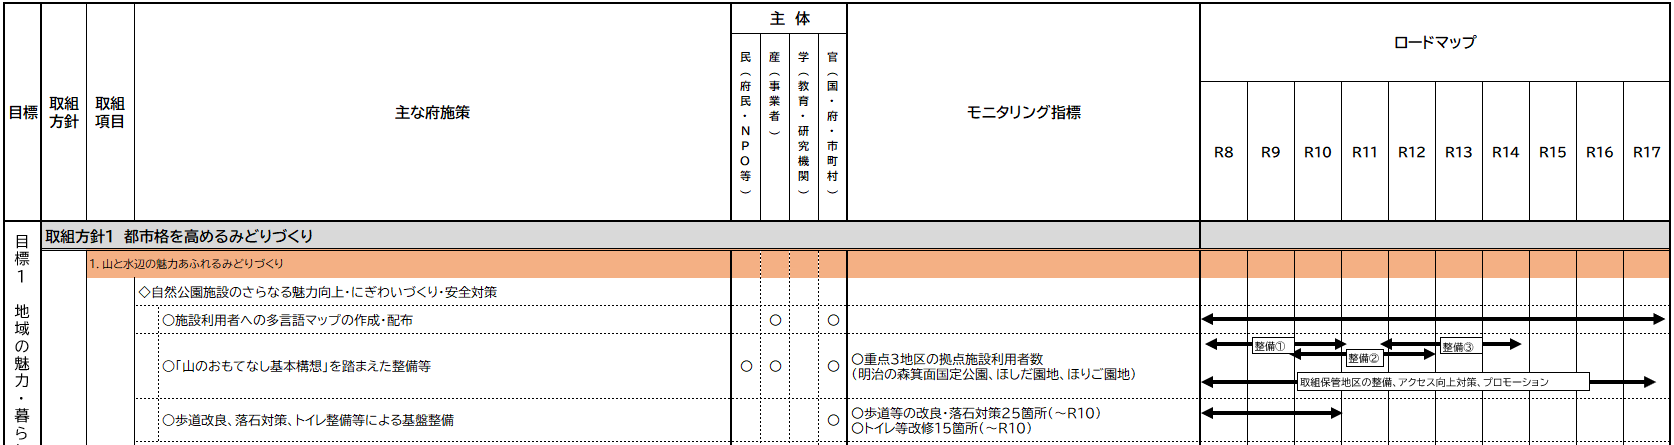 目標
取組
方針
取組
項目
主な府施策
主 体
民（府民・NPO等）
産（事業者）
学（教育・研究機関）
官（国・府・市町村）
モニタリング指標
ロードマップ
R8 R9 R10 R11 R12 R13 R14 R15 R16 R17
目標１ 地域の魅力・暮ら
取組方針1 都市格を高めるみどりづくり
1. 山と水辺の魅力あふれるみどりづくり
◇自然公園施設のさらなる魅力向上・にぎわいづくり・安全対策
○施設利用者への多言語マップの作成・配布 ○ ○
○「山のおもてなし基本構想」を踏まえた整備等 ○ ○ ○
○重点3地区の拠点施設利用者数
（明治の森箕面国定公園、ほしだ園地、ほりご園地）
整備①
整備②
整備③
取組保管地区の整備、アクセス向上対策、プロモーション
○歩道改良、落石対策、トイレ整備等による基盤整備 ○
○歩道等の改良・落石対策25箇所（～R10）
○トイレ等改修15箇所（～R10）